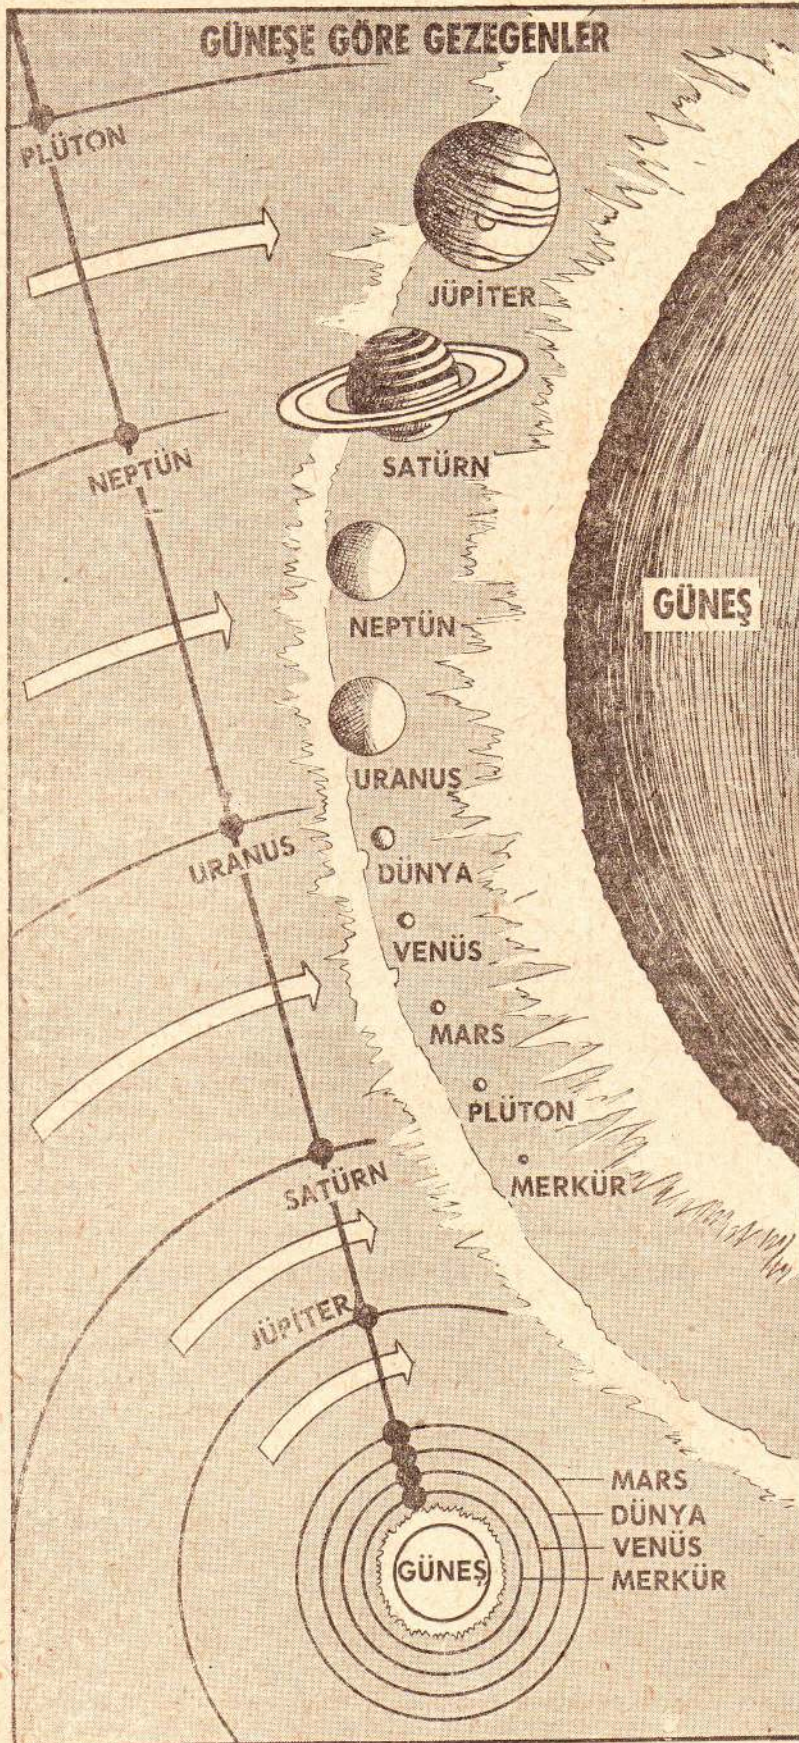 GÜNEŞE GÖRE GEZEGENLER
PLÜTON
JÜPİTER
SATÜRN
NEPTÜN
NEPTÜN
GÜNEŞ
URANUS
URANUS
DÜNYA
VENÜS
MARS
PLÜTON
MERKÜR
SATÜRN
JÜPİTER
MARS
DÜNYA
VENÜS
MERKÜR
GÜNEŞ